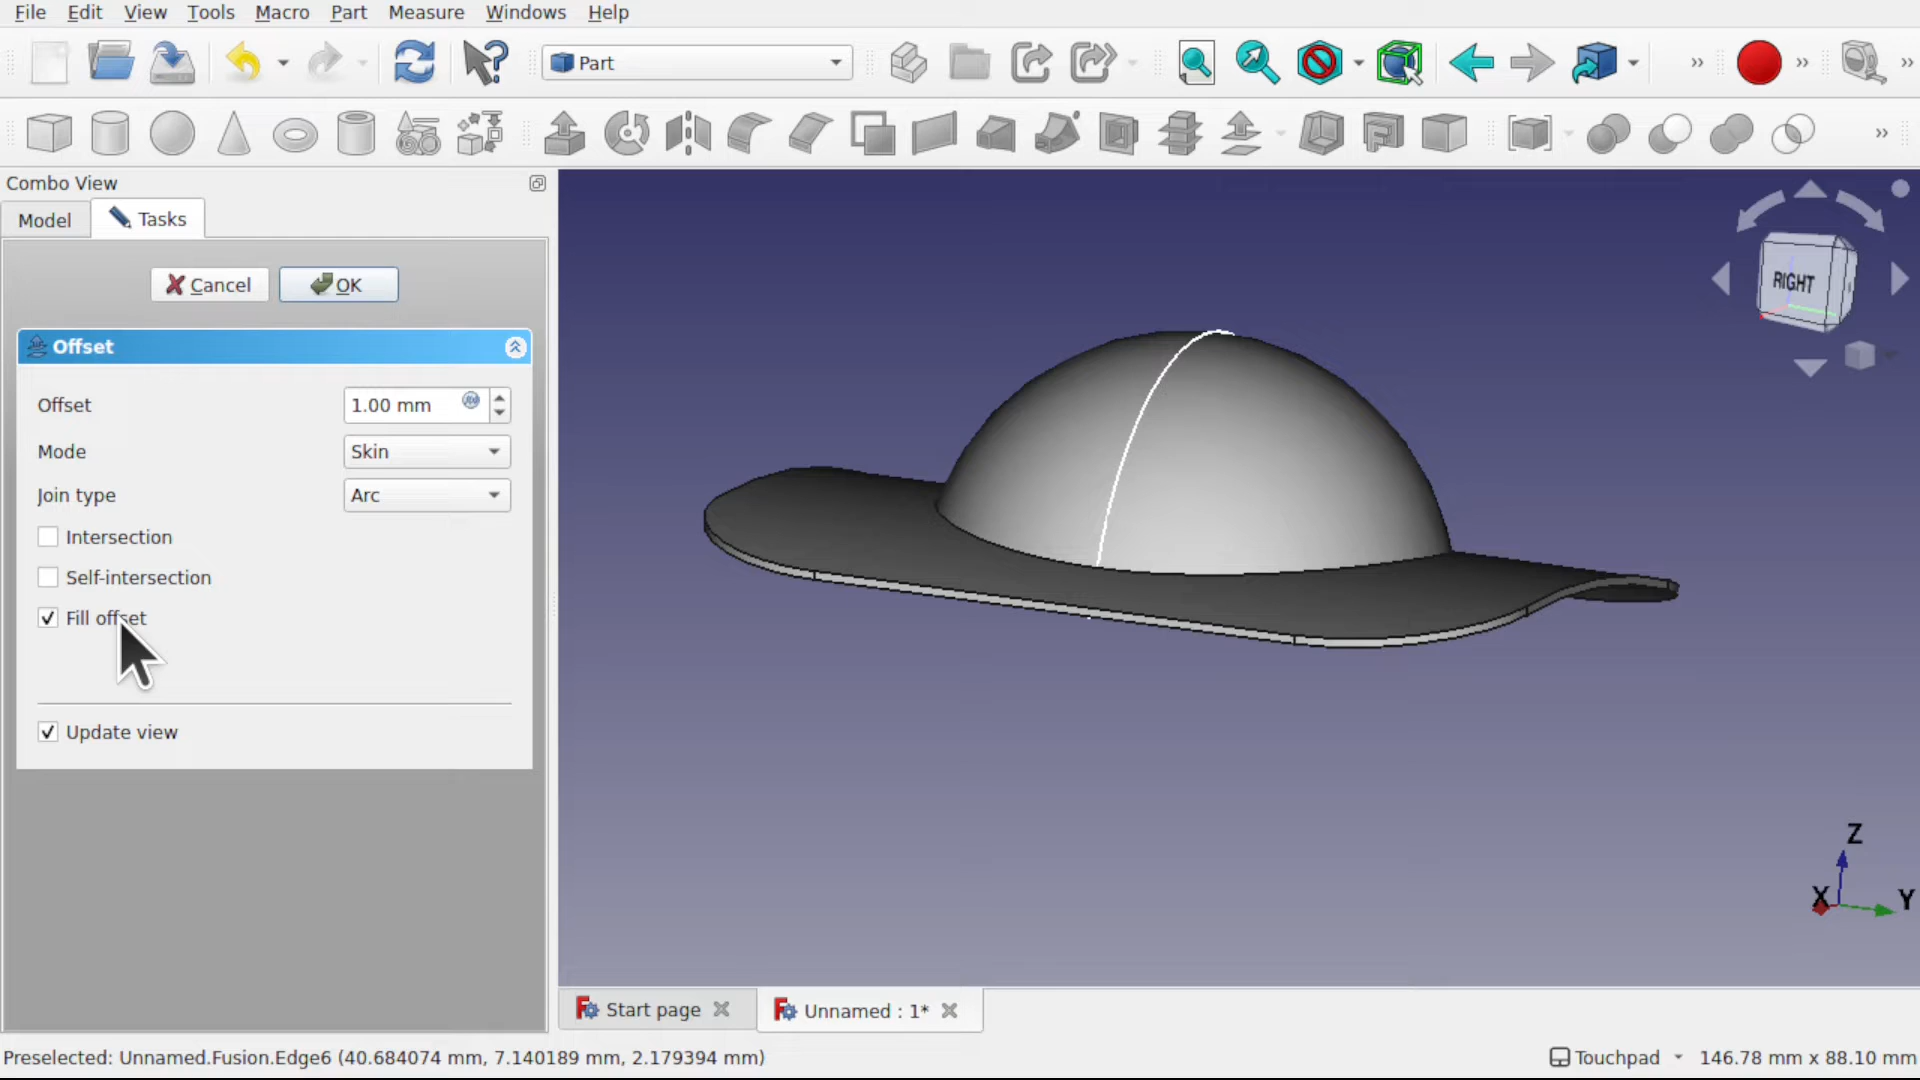 File Edit View Tools Macro Part Measure Windows Help
Part
Combo View
Model Tasks
Cancel OK
Offset
Offset 1.00 mm
Mode Skin
Join type Arc
Intersection
Self-intersection
Fill offset
Update view
RIGHT
Z
X Y
Start page Unnamed : 1*
Preselected: Unnamed.Fusion.Edge6 (40.684074 mm, 7.140189 mm, 2.179394 mm) Touchpad 146.78 mm x 88.10 mm